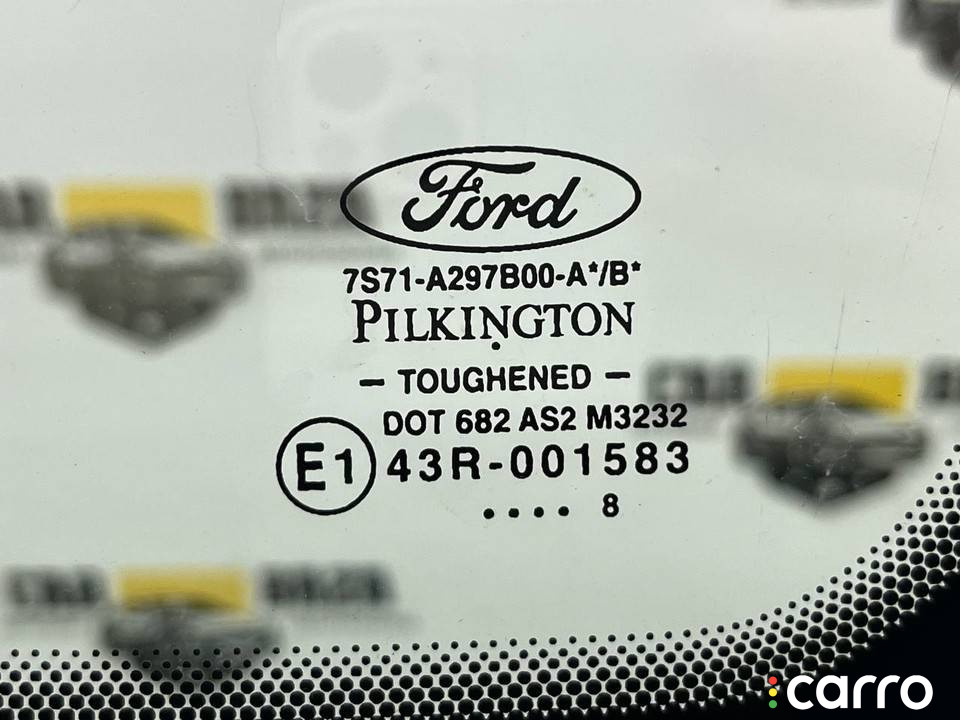 Ford
7S71-A297B00-A*/B*
PILKINGTON
- TOUGHENED -
DOT 682 AS2 M3232
E1 43R-001583
.... 8
carro